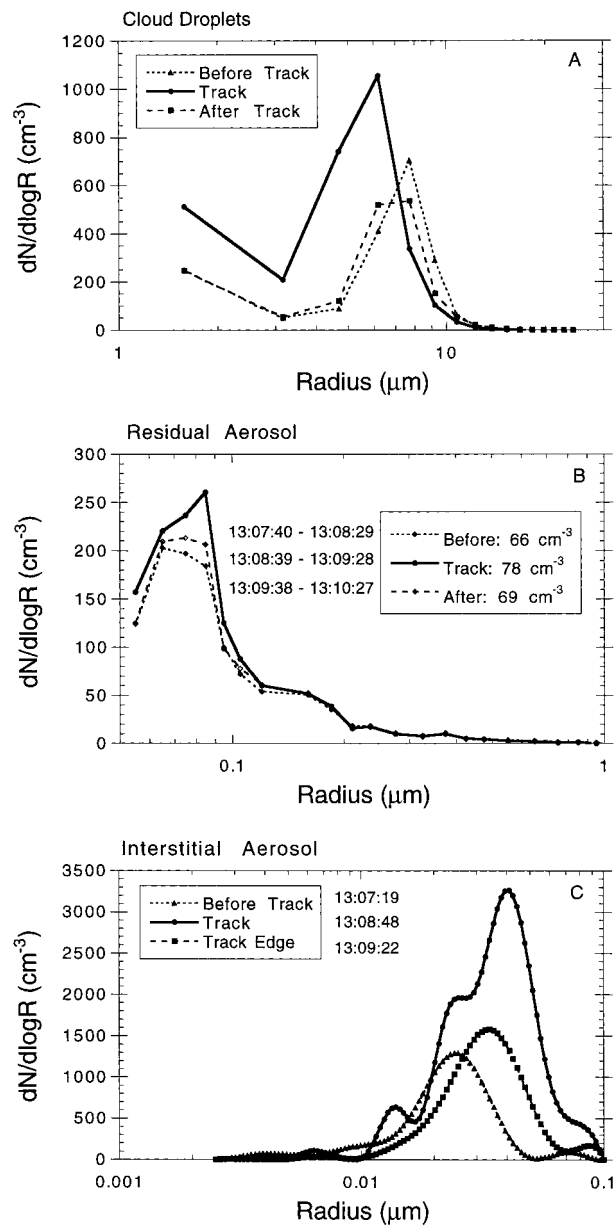 Cloud Droplets
A
Before Track
Track
After Track
1200
1000
800
600
400
200
0
dN/dlogR (cm-3)
1
10
Radius (μm)
Residual Aerosol
B
300
250
200
150
100
50
0
dN/dlogR (cm-3)
13:07:40 - 13:08:29
13:08:39 - 13:09:28
13:09:38 - 13:10:27
Before: 66 cm-3
Track: 78 cm-3
After: 69 cm-3
0.1
1
Radius (μm)
Interstitial Aerosol
C
3500
3000
2500
2000
1500
1000
500
0
dN/dlogR (cm-3)
Before Track
Track
Track Edge
13:07:19
13:08:48
13:09:22
0.001
0.01
0.1
Radius (μm)